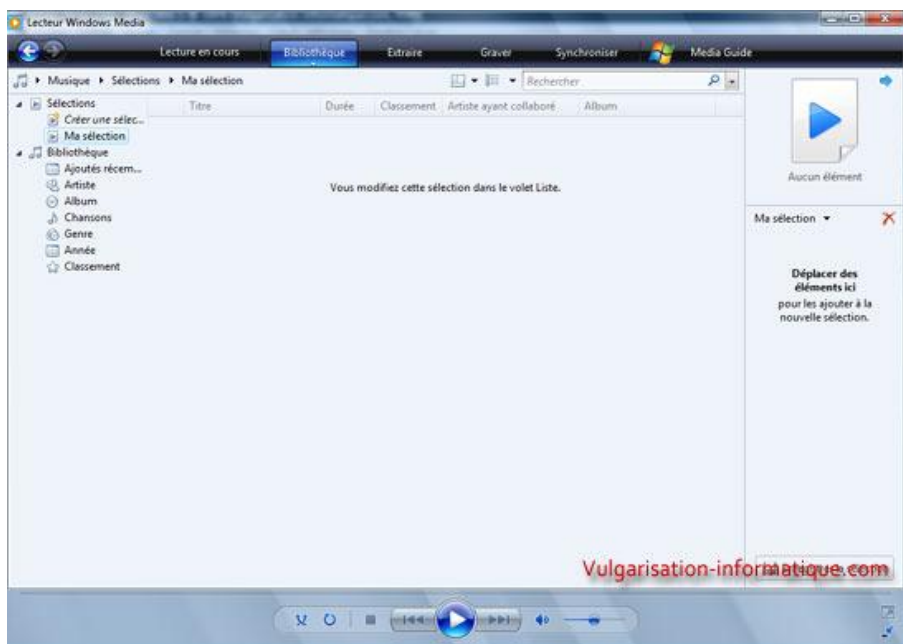 Lecteur Windows Media
Lecture en cours Bibliothèque Extraire Graver Synchroniser Media Guide
Musique Sélections Ma sélection Rechercher
Sélections
Créer une sélec...
Ma sélection
Bibliothèque
Ajoutés récem...
Artiste
Album
Chansons
Genre
Année
Classement
Titre Durée Classement Artiste ayant collaboré Album
Vous modifiez cette sélection dans le volet Liste.
Aucun élément
Ma sélection
Déplacer des
éléments ici
pour les ajouter à la
nouvelle sélection.
Vulgarisation-informatique.com